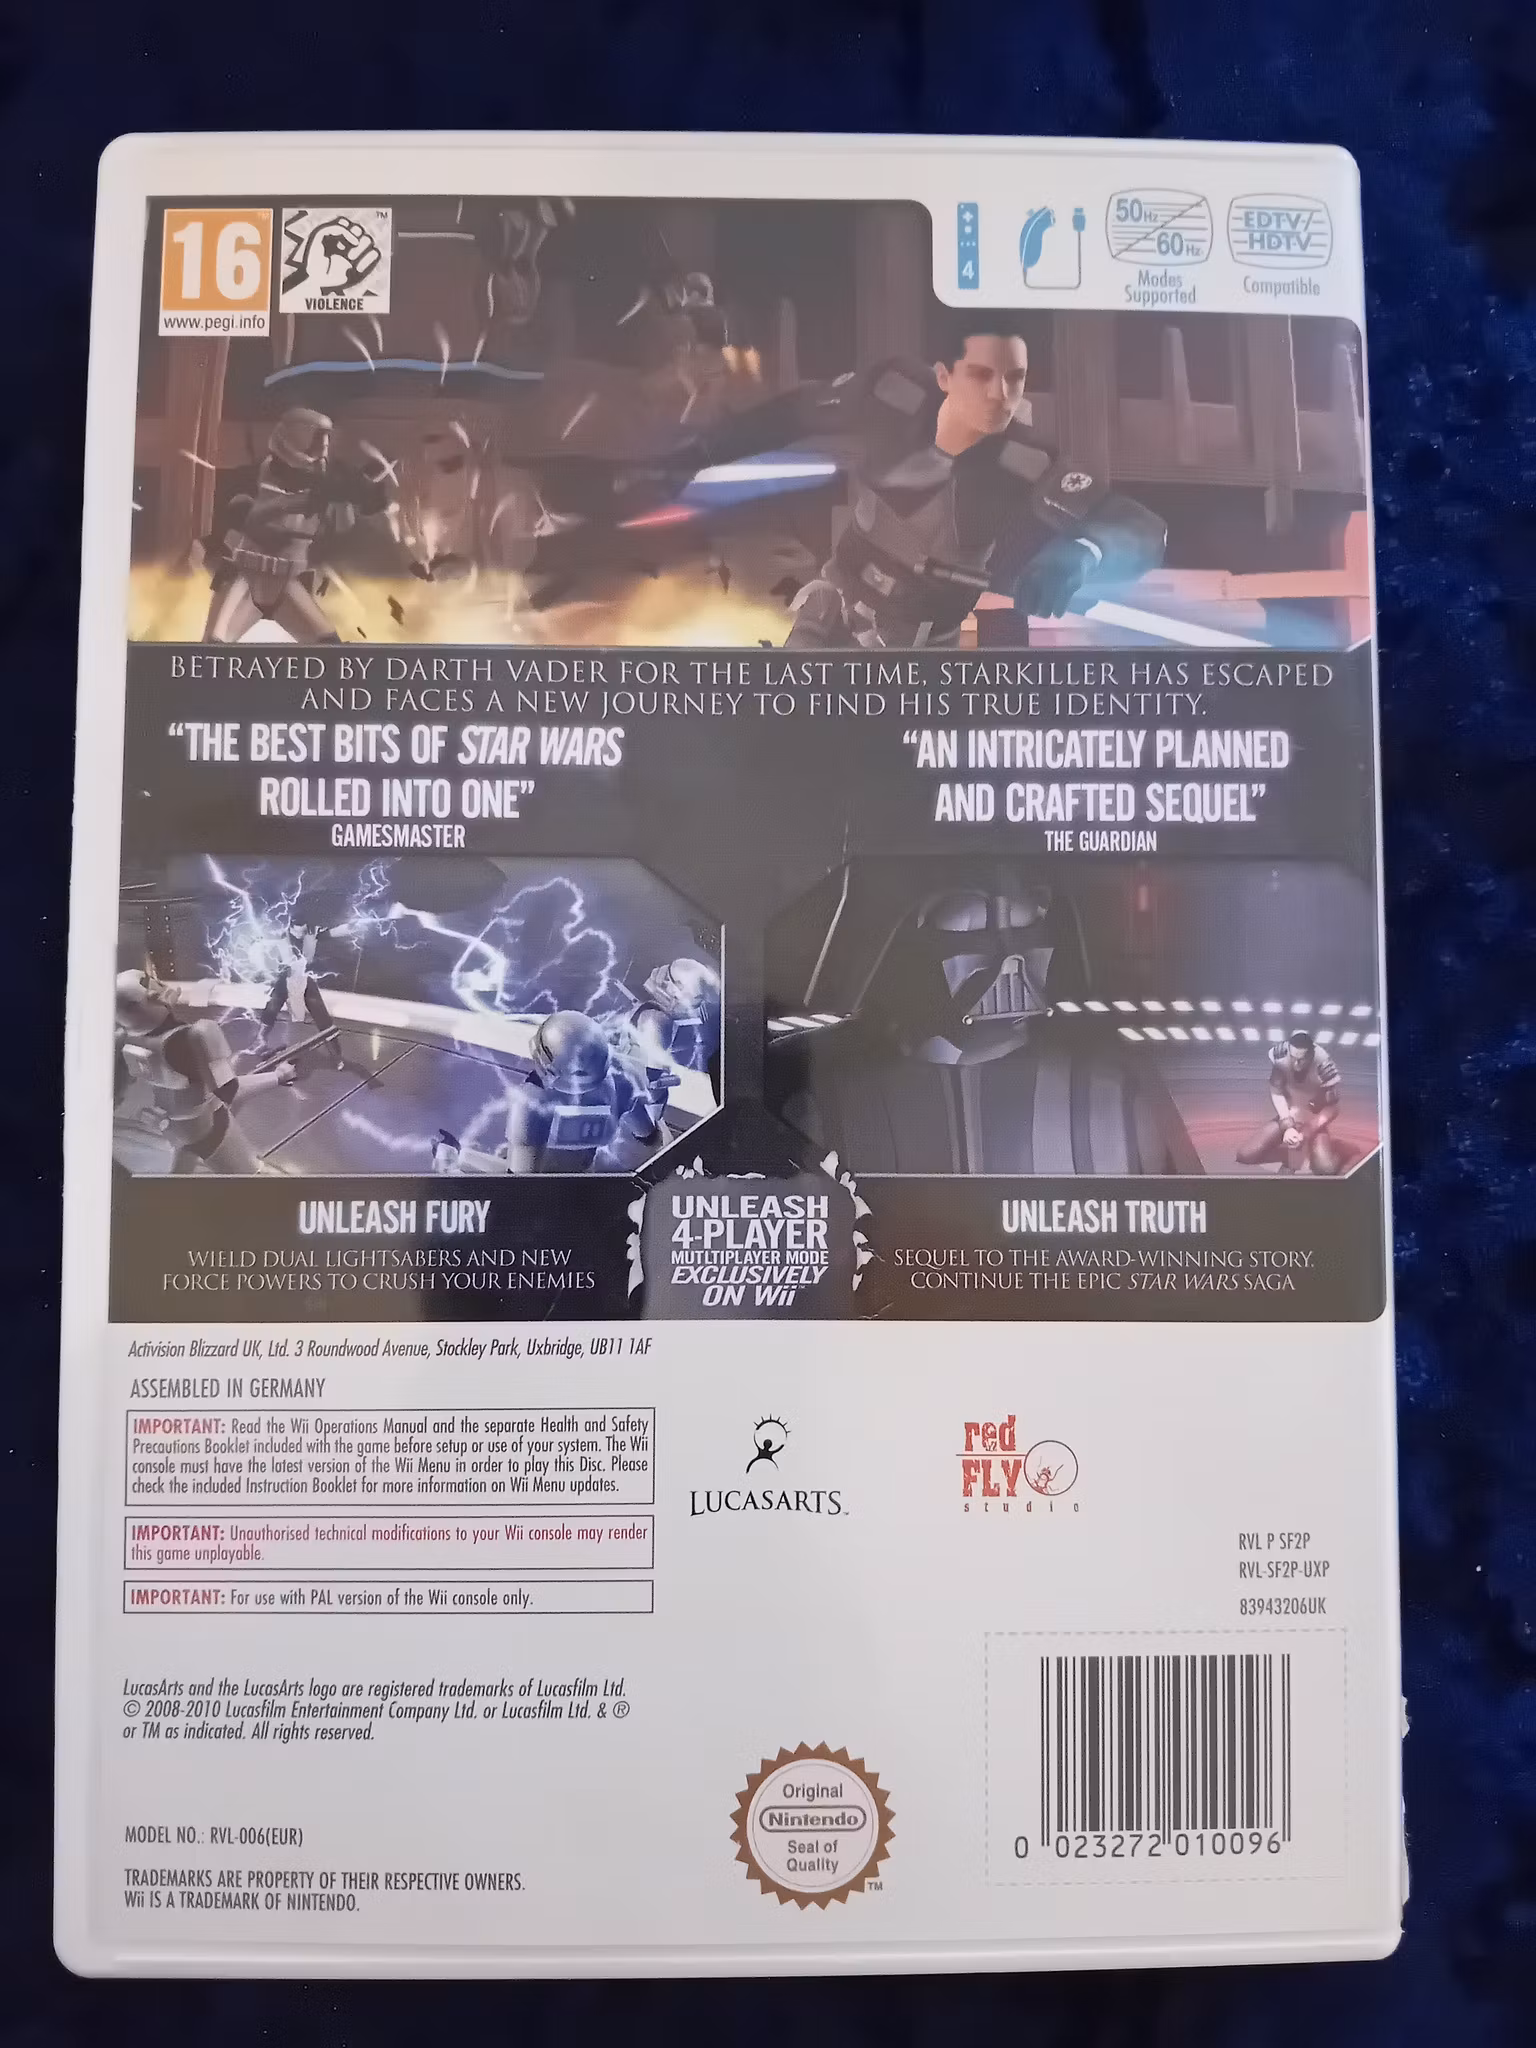 16
www.pegi.info
VIOLENCE
TM
4
50Hz
60Hz
Modes
Supported
EDTV/
HDTV
Compatible
BETRAYED BY DARTH VADER FOR THE LAST TIME, STARKILLER HAS ESCAPED
AND FACES A NEW JOURNEY TO FIND HIS TRUE IDENTITY.
“THE BEST BITS OF STAR WARS
ROLLED INTO ONE”
GAMESMASTER
“AN INTRICATELY PLANNED
AND CRAFTED SEQUEL”
THE GUARDIAN
UNLEASH FURY
WIELD DUAL LIGHTSABERS AND NEW
FORCE POWERS TO CRUSH YOUR ENEMIES
UNLEASH
4-PLAYER
MUTLTIPLAYER MODE
EXCLUSIVELY
ON Wii™
UNLEASH TRUTH
SEQUEL TO THE AWARD-WINNING STORY.
CONTINUE THE EPIC STAR WARS SAGA
Activision Blizzard UK, Ltd. 3 Roundwood Avenue, Stockley Park, Uxbridge, UB11 1AF
ASSEMBLED IN GERMANY
IMPORTANT: Read the Wii Operations Manual and the separate Health and Safety
Precautions Booklet included with the game before setup or use of your system. The Wii
console must have the latest version of the Wii Menu in order to play this Disc. Please
check the included Instruction Booklet for more information on Wii Menu updates.
IMPORTANT: Unauthorised technical modifications to your Wii console may render
this game unplayable.
IMPORTANT: For use with PAL version of the Wii console only.
LUCASARTS™
red
FLY
studio
RVL P SF2P
RVL-SF2P-UXP
83943206UK
LucasArts and the LucasArts logo are registered trademarks of Lucasfilm Ltd.
© 2008-2010 Lucasfilm Entertainment Company Ltd. or Lucasfilm Ltd. & ®
or TM as indicated. All rights reserved.
MODEL NO.: RVL-006(EUR)
TRADEMARKS ARE PROPERTY OF THEIR RESPECTIVE OWNERS.
Wii IS A TRADEMARK OF NINTENDO.
Original
Nintendo
Seal of
Quality
TM
0 023272 010096